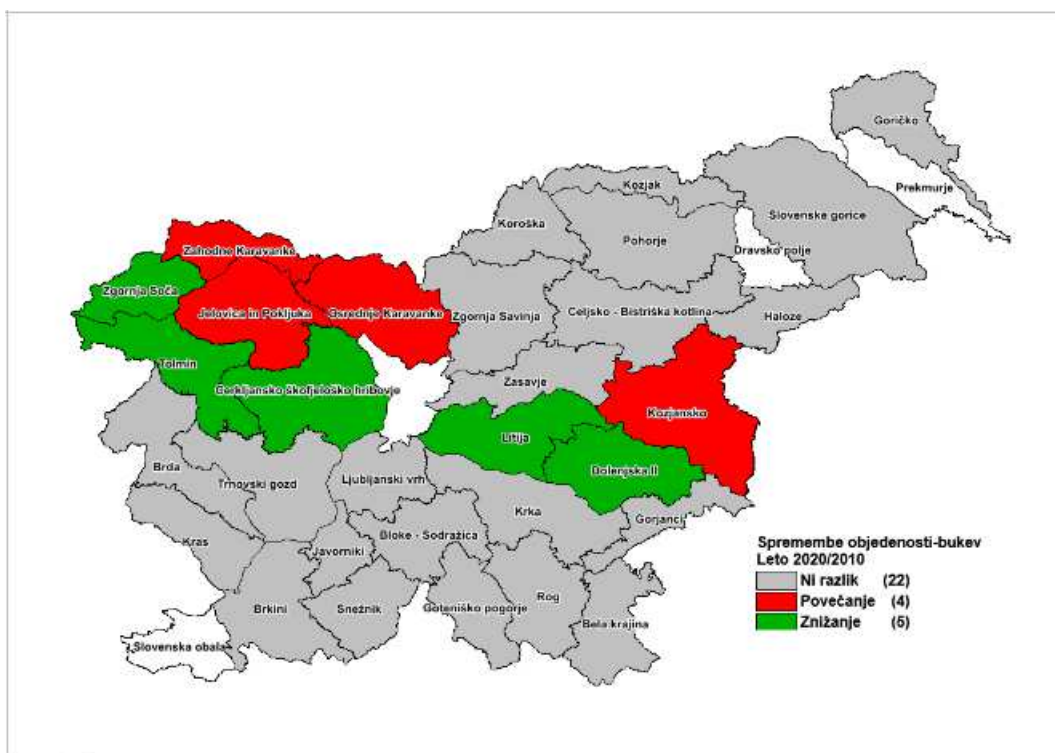 Goričko
Prekmurje
Kozjak
Slovenske gorice
Koroška
Pohorje
Dravsko polje
Zahodne Karavanke
Zgornja Soča
Jelovica in Pokljuka
Osrednje Karavanke
Zgornja Savinja
Celjsko - Bistriška kotlina
Haloze
Tolmin
Cerkljansko škofjeloško hribovje
Zasavje
Kozjansko
Litija
Dolenjska II
Brda
Trnovski gozd
Ljubljanski vrh
Krka
Gorjanci
Kras
Javorniki
Bloke - Sodražica
Brkini
Snežnik
Goteniško pogorje
Rog
Bela krajina
Slovenska obala
Spremembe objedenosti-bukev
Leto 2020/2010
Ni razlik (22)
Povečanje (4)
Znižanje (5)